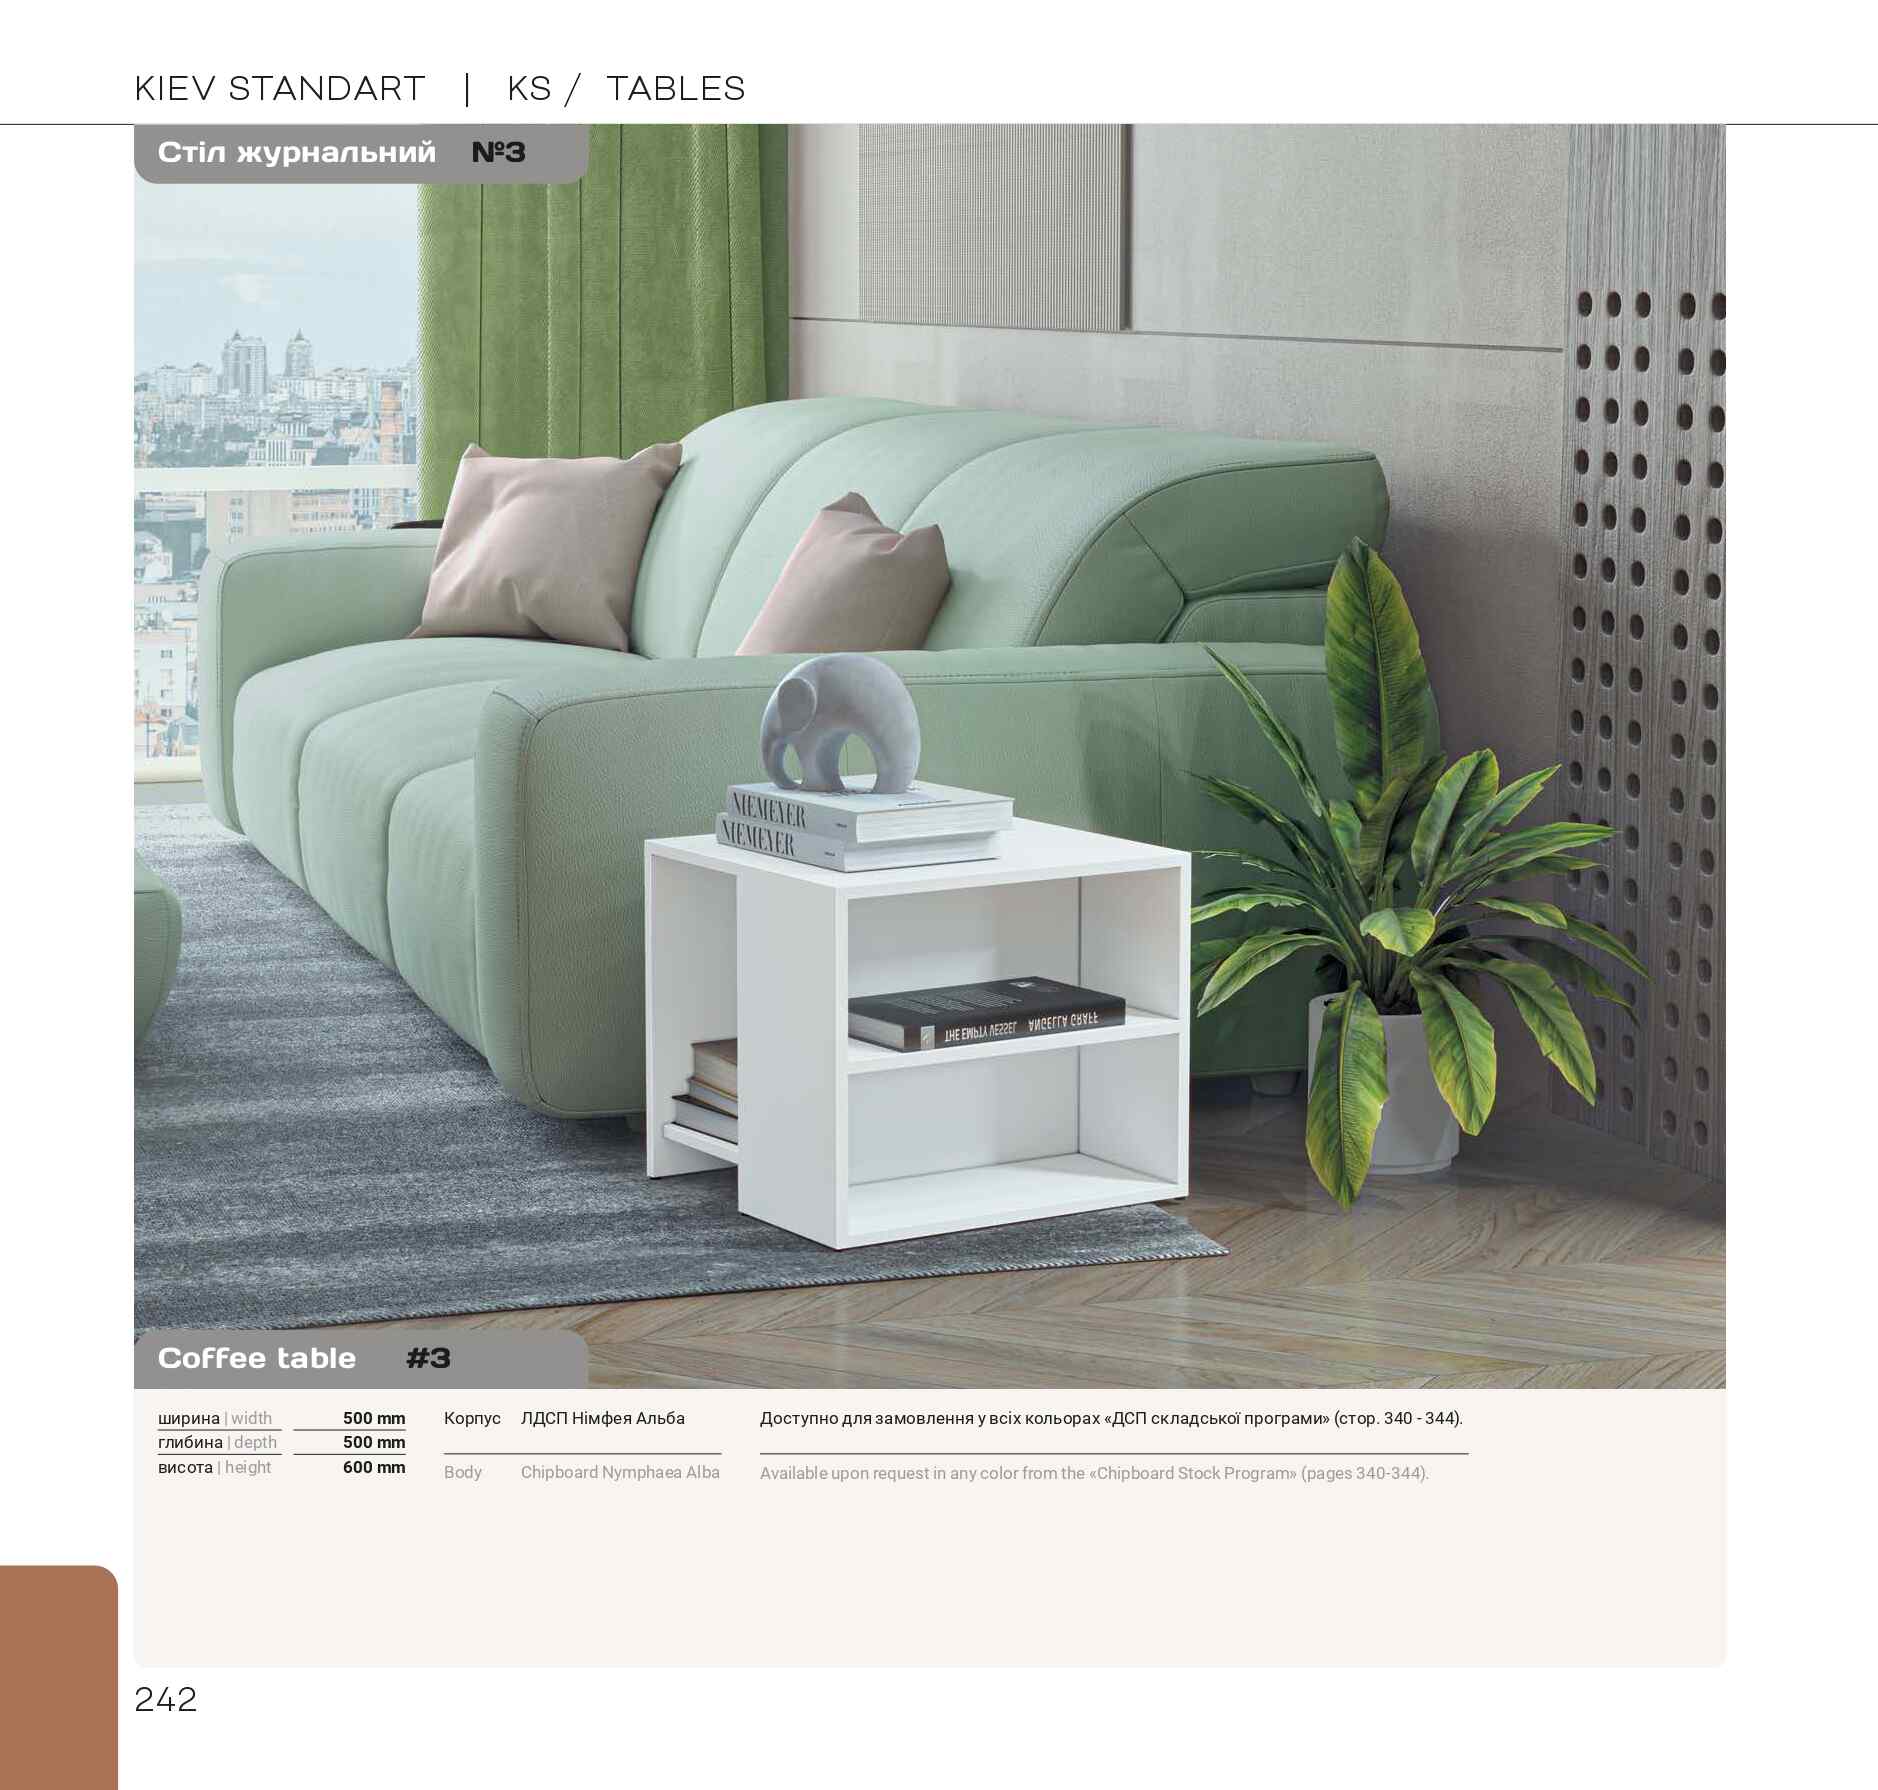 KIEV STANDART | KS / TABLES
Стіл журнальний №3
NIEMEYER
NIEMEYER
THE EMPTY VESSEL ANGELLA GRAFF
Coffee table #3
ширина | width 500 mm
глибина | depth 500 mm
висота | height 600 mm
Корпус ЛДСП Німфея Альба
Body Chipboard Nymphaea Alba
Доступно для замовлення у всіх кольорах «ДСП складської програми» (стор. 340 - 344).
Available upon request in any color from the «Chipboard Stock Program» (pages 340-344).
242